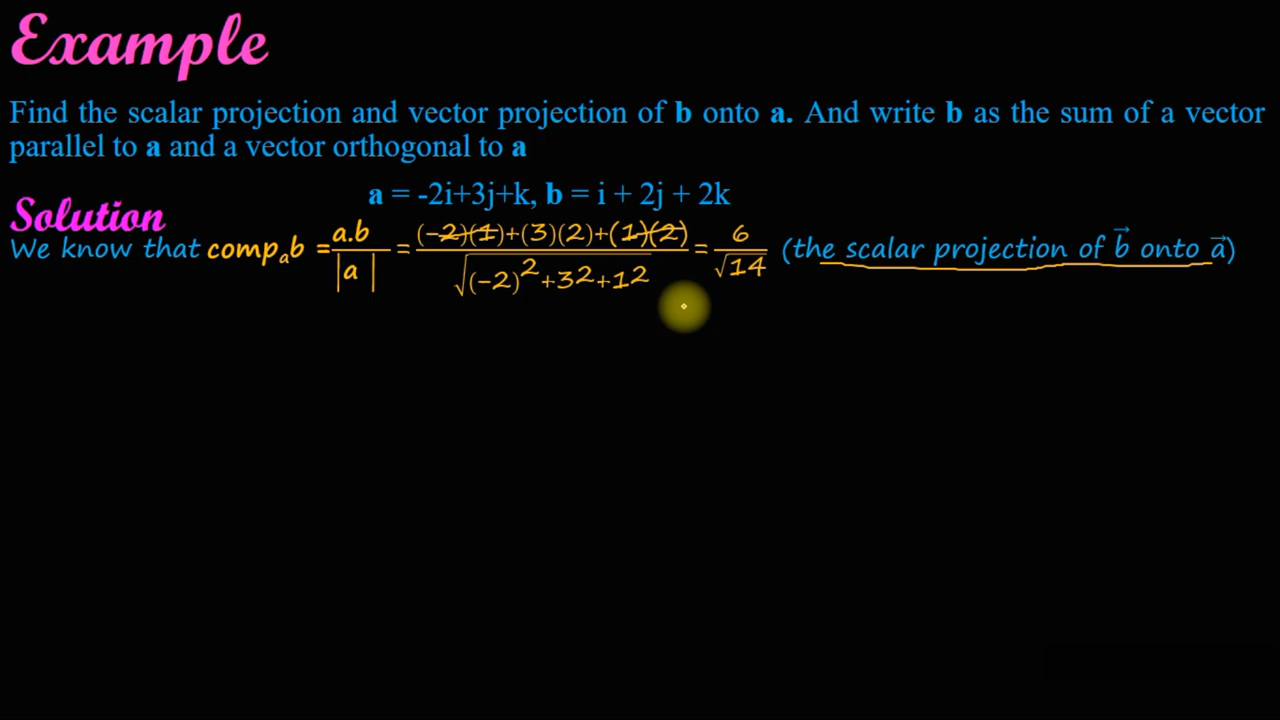 Example
Find the scalar projection and vector projection of b onto a. And write b as the sum of a vector
parallel to a and a vector orthogonal to a
a = -2i+3j+k, b = i + 2j + 2k
Solution
We know that compₐb = a.b / |a| = (-2)(1)+(3)(2)+(1)(2) / √(-2)²+3²+1² = 6 / √14 (the scalar projection of b⃗ onto a⃗)